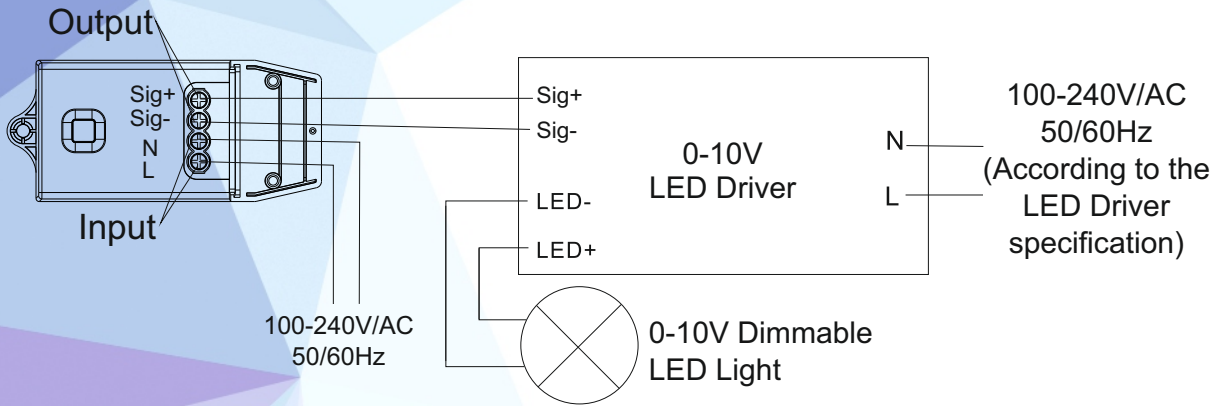 Output
Sig+
Sig-
N
L
Input
100-240V/AC
50/60Hz
Sig+
Sig-
LED-
LED+
0-10V
LED Driver
N
L
100-240V/AC
50/60Hz
(According to the
LED Driver
specification)
0-10V Dimmable
LED Light